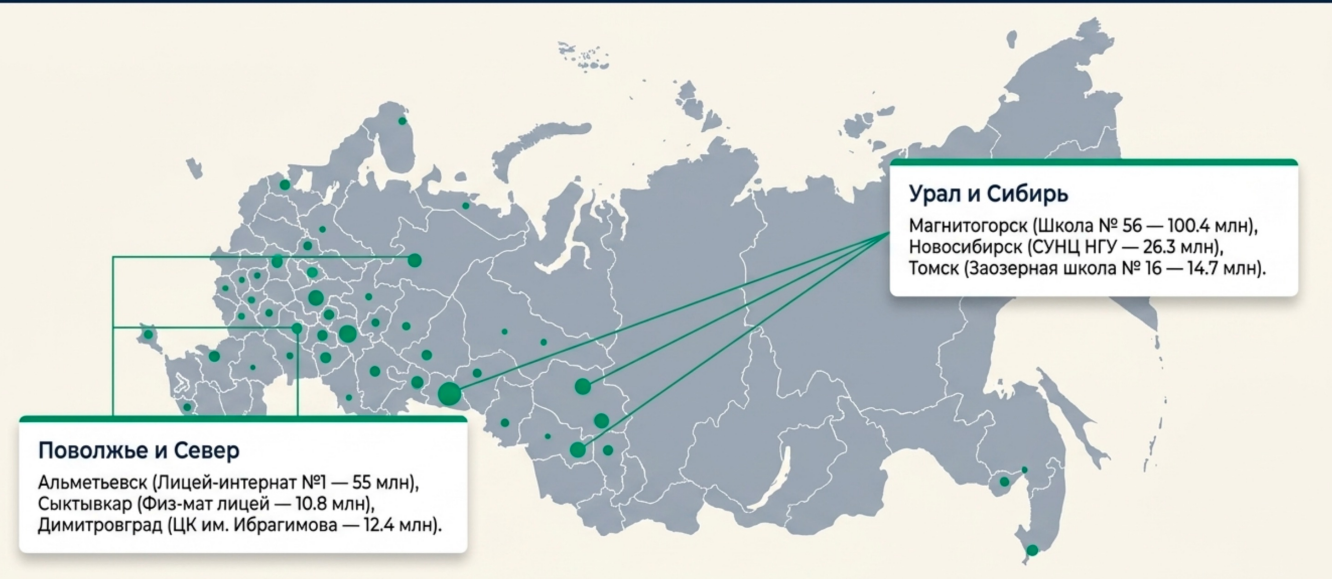 Урал и Сибирь
Магнитогорск (Школа № 56 — 100.4 млн),
Новосибирск (СУНЦ НГУ — 26.3 млн),
Томск (Заозерная школа № 16 — 14.7 млн).
Поволжье и Север
Альметьевск (Лицей-интернат №1 — 55 млн),
Сыктывкар (Физ-мат лицей — 10.8 млн),
Димитровград (ЦК им. Ибрагимова — 12.4 млн).